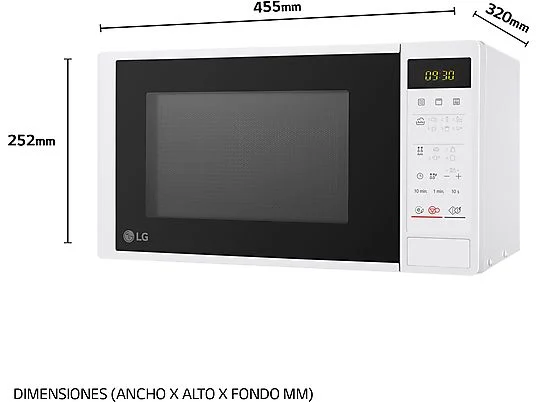 455mm
320mm
252mm
09:30
10 min. 1 min. 10 s
LG
DIMENSIONES (ANCHO X ALTO X FONDO MM)